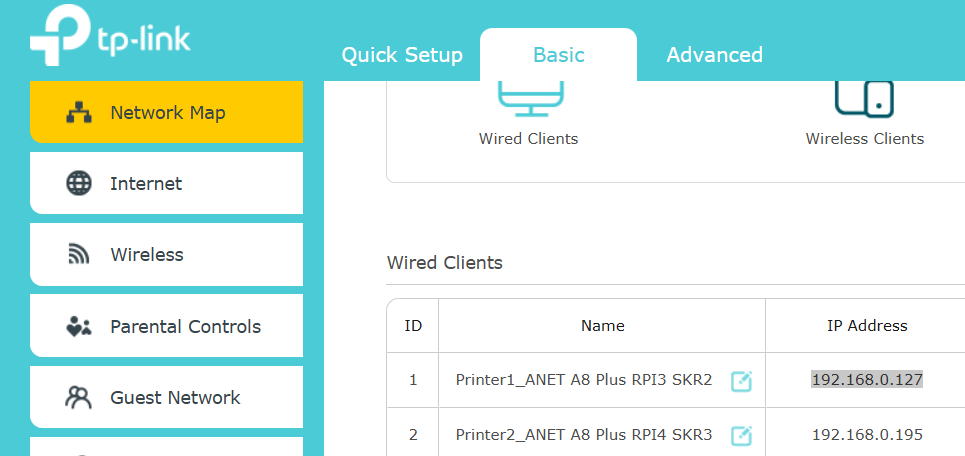 tp-link
Quick Setup
Basic
Advanced
Network Map
Internet
Wireless
Parental Controls
Guest Network
Wired Clients
Wireless Clients
Wired Clients
ID Name IP Address
1 Printer1_ANET A8 Plus RPI3 SKR2 192.168.0.127
2 Printer2_ANET A8 Plus RPI4 SKR3 192.168.0.195